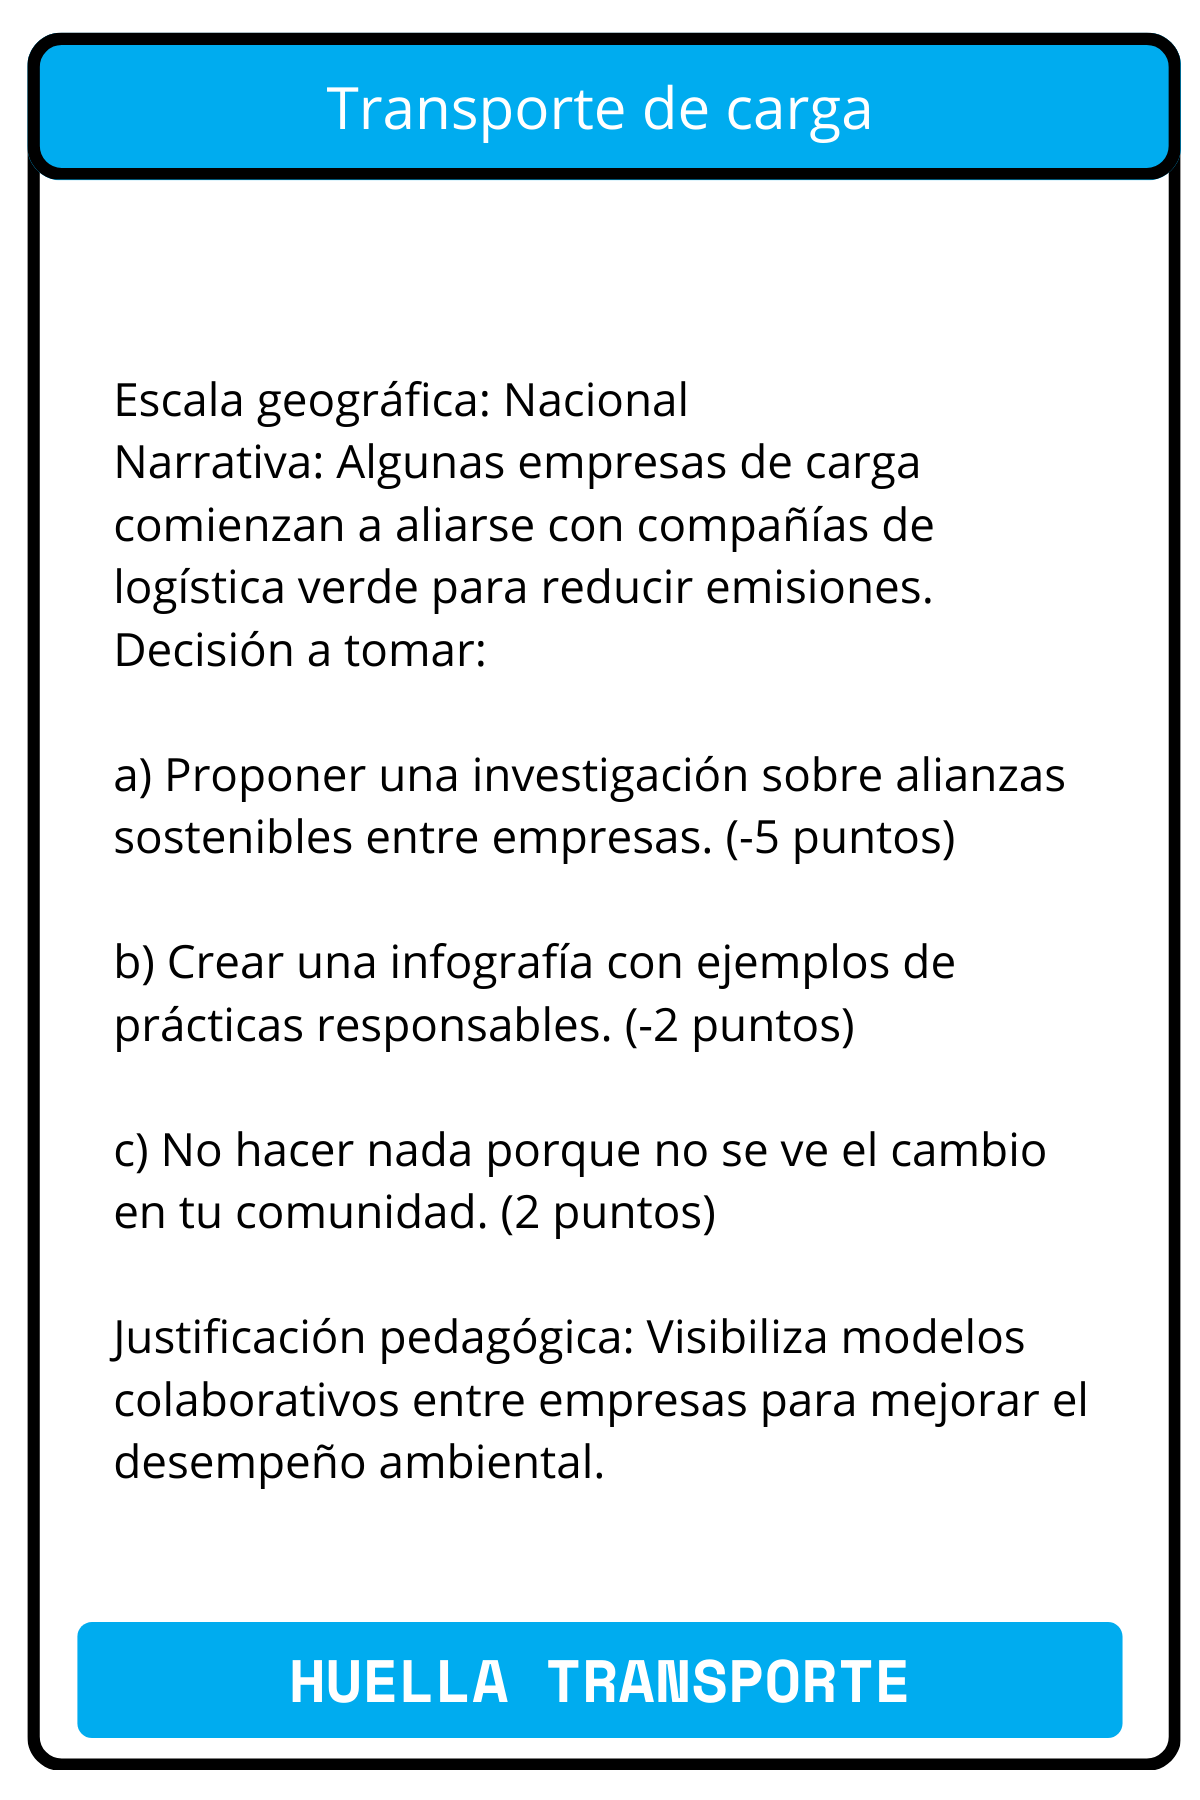 Transporte de carga
Escala geográfica: Nacional
Narrativa: Algunas empresas de carga
comienzan a aliarse con compañías de
logística verde para reducir emisiones.
Decisión a tomar:
a) Proponer una investigación sobre alianzas
sostenibles entre empresas. (-5 puntos)
b) Crear una infografía con ejemplos de
prácticas responsables. (-2 puntos)
c) No hacer nada porque no se ve el cambio
en tu comunidad. (2 puntos)
Justificación pedagógica: Visibiliza modelos
colaborativos entre empresas para mejorar el
desempeño ambiental.
HUELLA TRANSPORTE